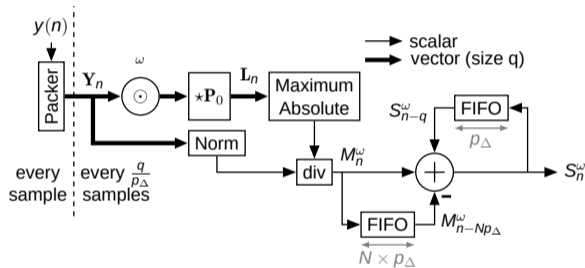 y(n)
ω
scalar
vector (size q)
Packer
Y_n
⊙
⋆P_0
L_n
Maximum
Absolute
S^ω_{n−q}
FIFO
p_Δ
Norm
M^ω_n
div
+
S^ω_n
every
sample
every q/p_Δ
samples
FIFO
N × p_Δ
M^ω_{n−Np_Δ}